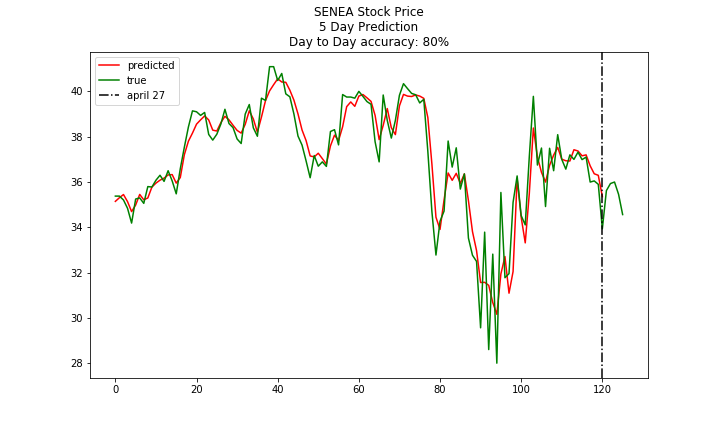 SENEA Stock Price
5 Day Prediction
Day to Day accuracy: 80%
predicted
true
april 27
40
38
36
34
32
30
28
0
20
40
60
80
100
120